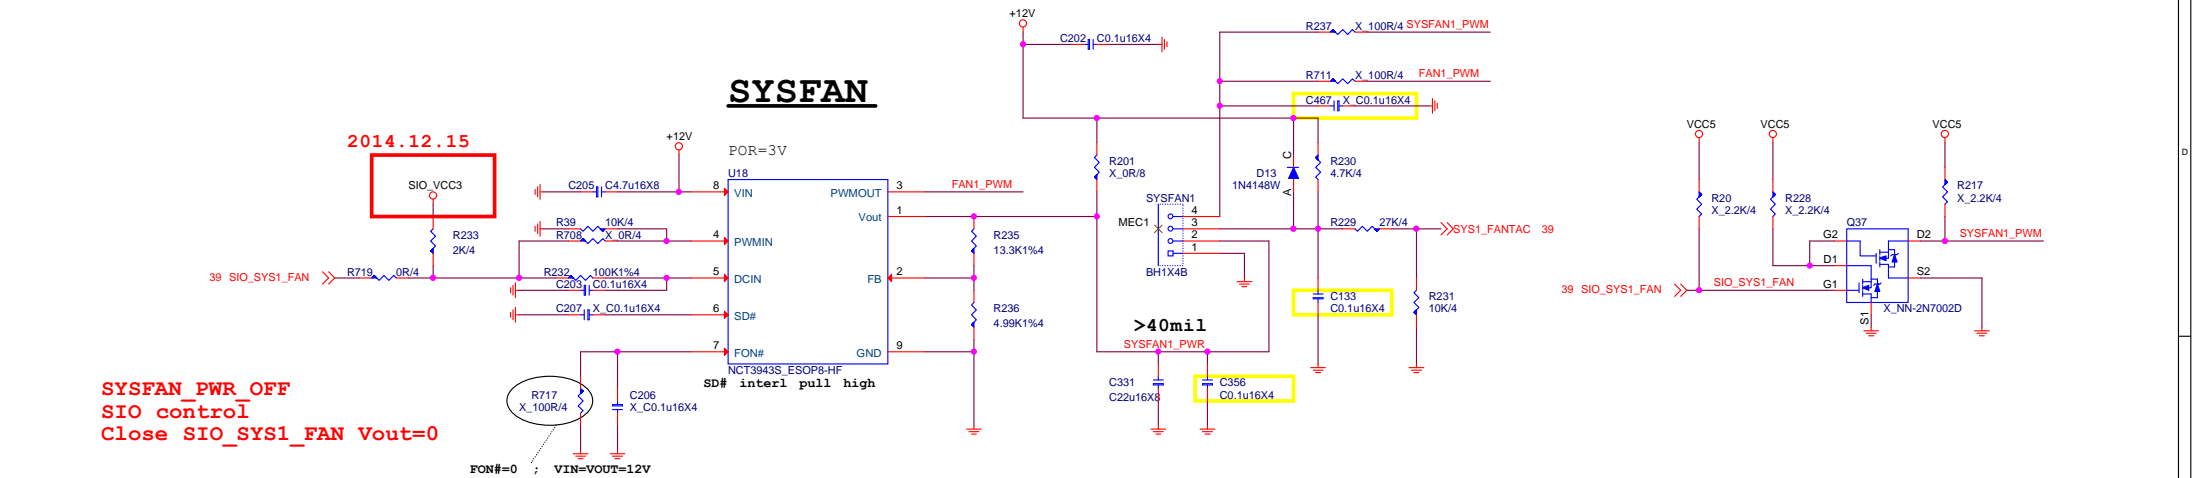 +12V
C202 C0.1u16X4
R237 X_100R/4 SYSFAN1_PWM
R711 X_100R/4 FAN1_PWM
C467 X_C0.1u16X4
SYSFAN
2014.12.15
SIO_VCC3
R233
2K/4
39 SIO_SYS1_FAN
R719 0R/4
+12V
POR=3V
U18
C205 C4.7u16X8
R39 10K/4
R708 X_0R/4
R232 100K1%4
C203 C0.1u16X4
C207 X_C0.1u16X4
8 VIN
4 PWMIN
5 DCIN
6 SD#
7 FON#
PWMOUT 3
Vout 1
FB 2
GND 9
NCT3943S_ESOP8-HF
SD# interl pull high
FAN1_PWM
R235
13.3K1%4
R236
4.99K1%4
R717
X_100R/4
C206
X_C0.1u16X4
FON#=0 ; VIN=VOUT=12V
SYSFAN_PWR_OFF
SIO control
Close SIO_SYS1_FAN Vout=0
R201
X_0R/8
SYSFAN1
MEC1
4
3
2
1
BH1X4B
D13
1N4148W
C
A
R230
4.7K/4
R229 27K/4
SYS1_FANTAC 39
C133
C0.1u16X4
R231
10K/4
>40mil
SYSFAN1_PWR
C331
C22u16X8
C356
C0.1u16X4
VCC5
VCC5
VCC5
R20
X_2.2K/4
R228
X_2.2K/4
R217
X_2.2K/4
Q37
G2
D1
G1
D2
S2
S1
SYSFAN1_PWM
39 SIO_SYS1_FAN
SIO_SYS1_FAN
X_NN-2N7002D
D